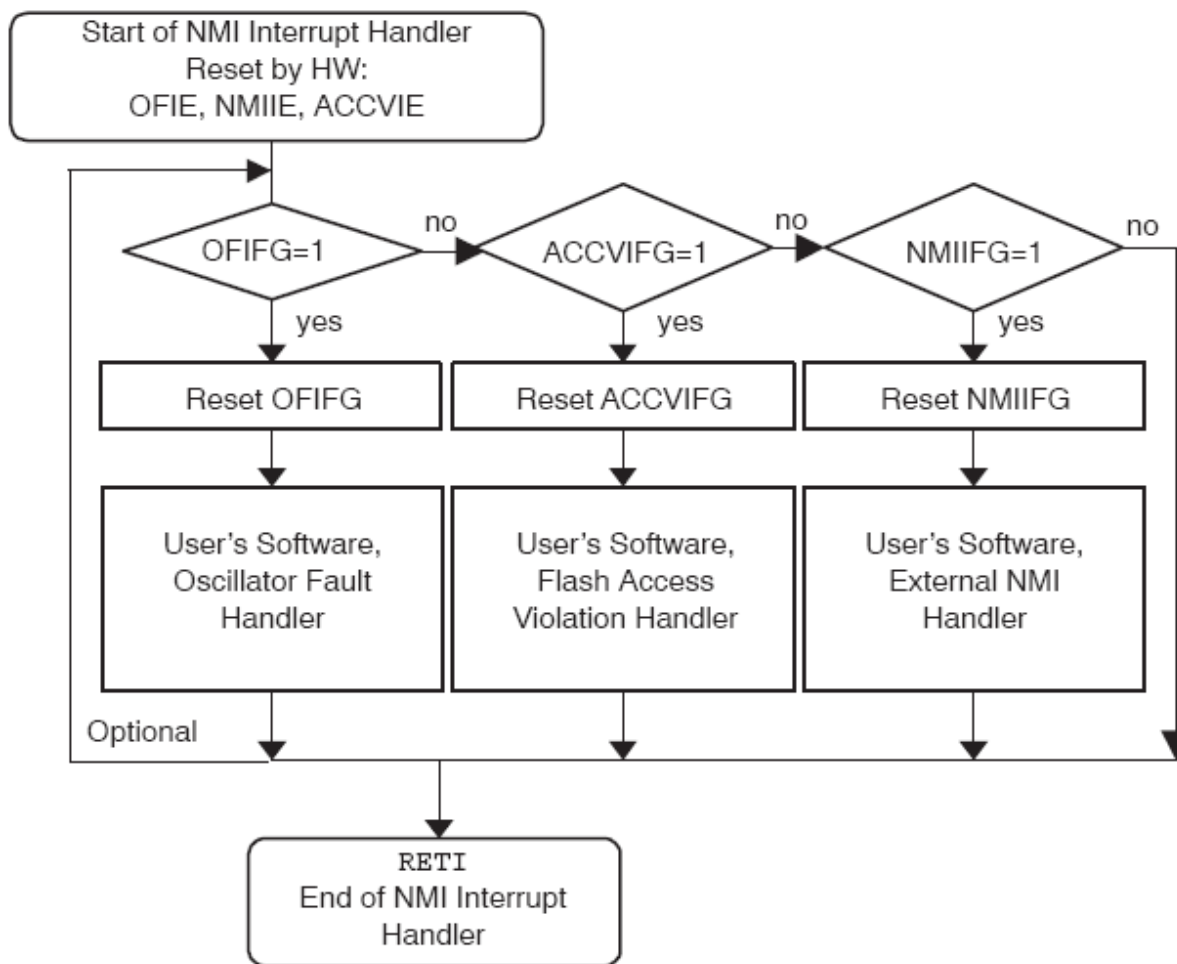 Start of NMI Interrupt Handler
Reset by HW:
OFIE, NMIIE, ACCVIE
no
no
no
OFIFG=1
ACCVIFG=1
NMIIFG=1
yes
yes
yes
Reset OFIFG
Reset ACCVIFG
Reset NMIIFG
User's Software,
Oscillator Fault
Handler
User's Software,
Flash Access
Violation Handler
User's Software,
External NMI
Handler
Optional
RETI
End of NMI Interrupt
Handler